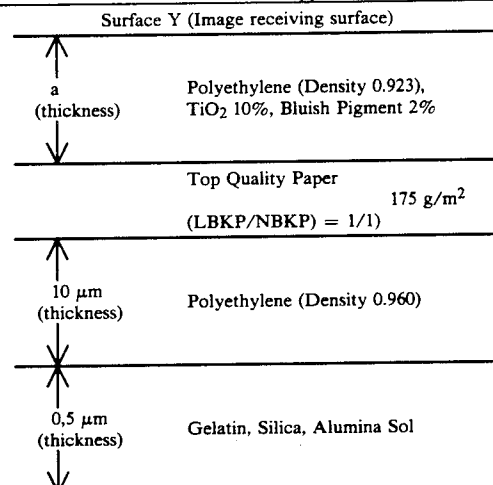 Surface Y (Image receiving surface)
a
(thickness)
Polyethylene (Density 0.923),
TiO2 10%, Bluish Pigment 2%
Top Quality Paper
175 g/m2
(LBKP/NBKP) = 1/1)
10 μm
(thickness)
Polyethylene (Density 0.960)
0,5 μm
(thickness)
Gelatin, Silica, Alumina Sol